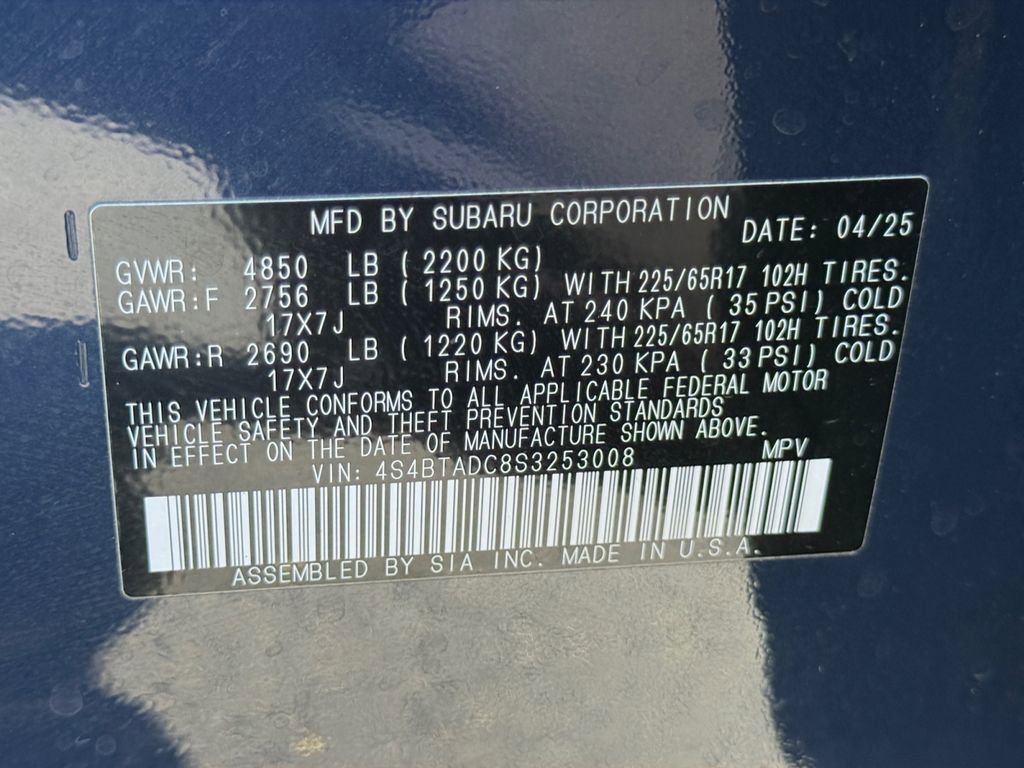 MFD BY SUBARU CORPORATION DATE: 04/25
GVWR: 4850 LB ( 2200 KG)
GAWR:F 2756 LB ( 1250 KG) WITH 225/65R17 102H TIRES.
17X7J RIMS. AT 240 KPA ( 35 PSI) COLD
GAWR:R 2690 LB ( 1220 KG) WITH 225/65R17 102H TIRES.
17X7J RIMS. AT 230 KPA ( 33 PSI) COLD
THIS VEHICLE CONFORMS TO ALL APPLICABLE FEDERAL MOTOR
VEHICLE SAFETY AND THEFT PREVENTION STANDARDS
IN EFFECT ON THE DATE OF MANUFACTURE SHOWN ABOVE.
VIN: 4S4BTADC8S3253008 MPV
ASSEMBLED BY SIA INC. MADE IN U.S.A.